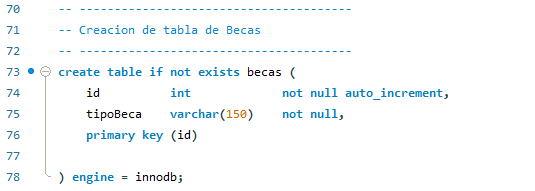 70 -- --------------------------------------
71 -- Creacion de tabla de Becas
72 -- --------------------------------------
73 create table if not exists becas (
74 id int not null auto_increment,
75 tipoBeca varchar(150) not null,
76 primary key (id)
77
78 ) engine = innodb;